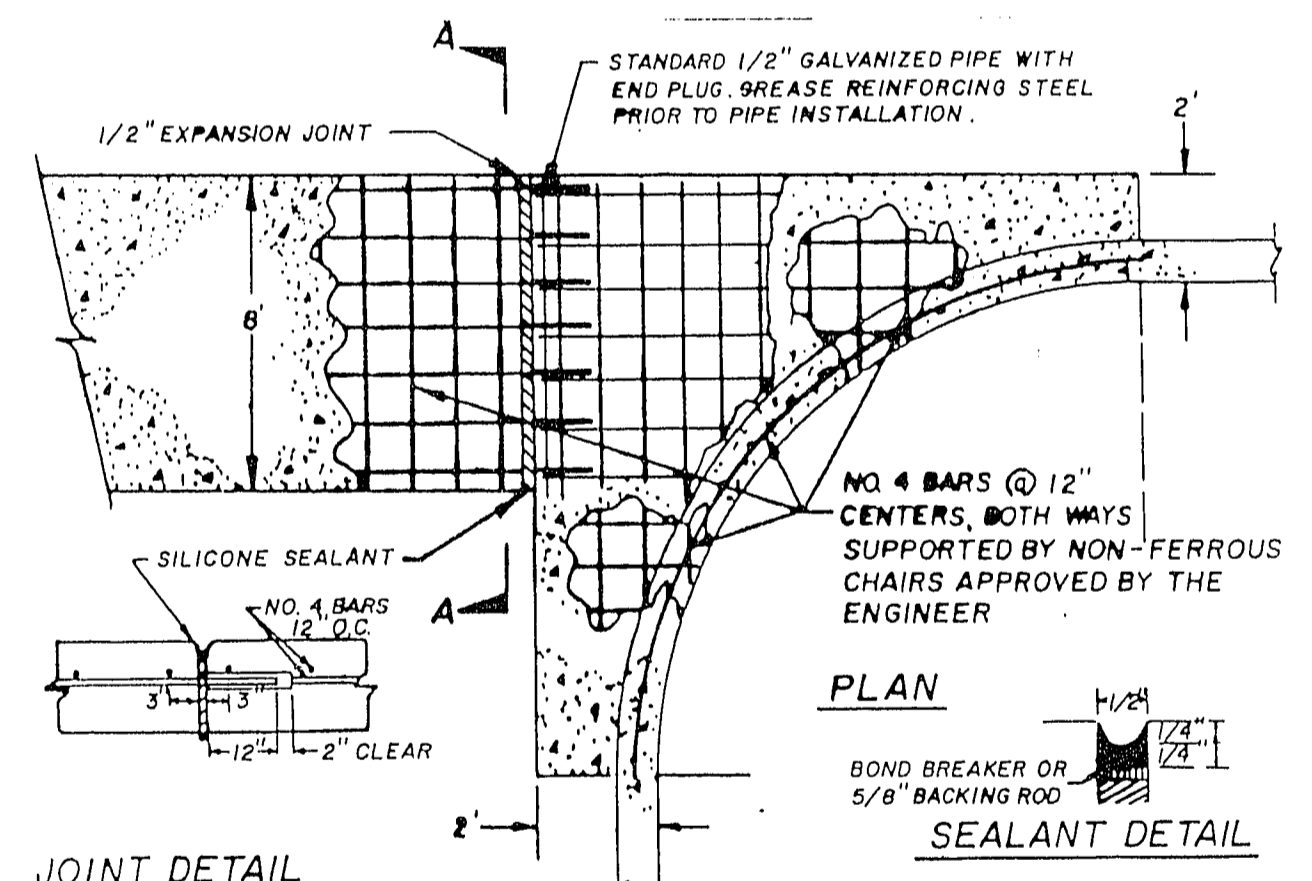 A
STANDARD 1/2" GALVANIZED PIPE WITH
END PLUG. GREASE REINFORCING STEEL
PRIOR TO PIPE INSTALLATION.
2'
1/2" EXPANSION JOINT
8'
NO. 4 BARS @ 12"
CENTERS, BOTH WAYS
SUPPORTED BY NON-FERROUS
CHAIRS APPROVED BY THE
ENGINEER
SILICONE SEALANT
A
NO. 4 BARS
12" O.C.
3" 3"
12" 2" CLEAR
PLAN
1/2"
1/4"
1/4"
BOND BREAKER OR
5/8" BACKING ROD
2'
SEALANT DETAIL
JOINT DETAIL